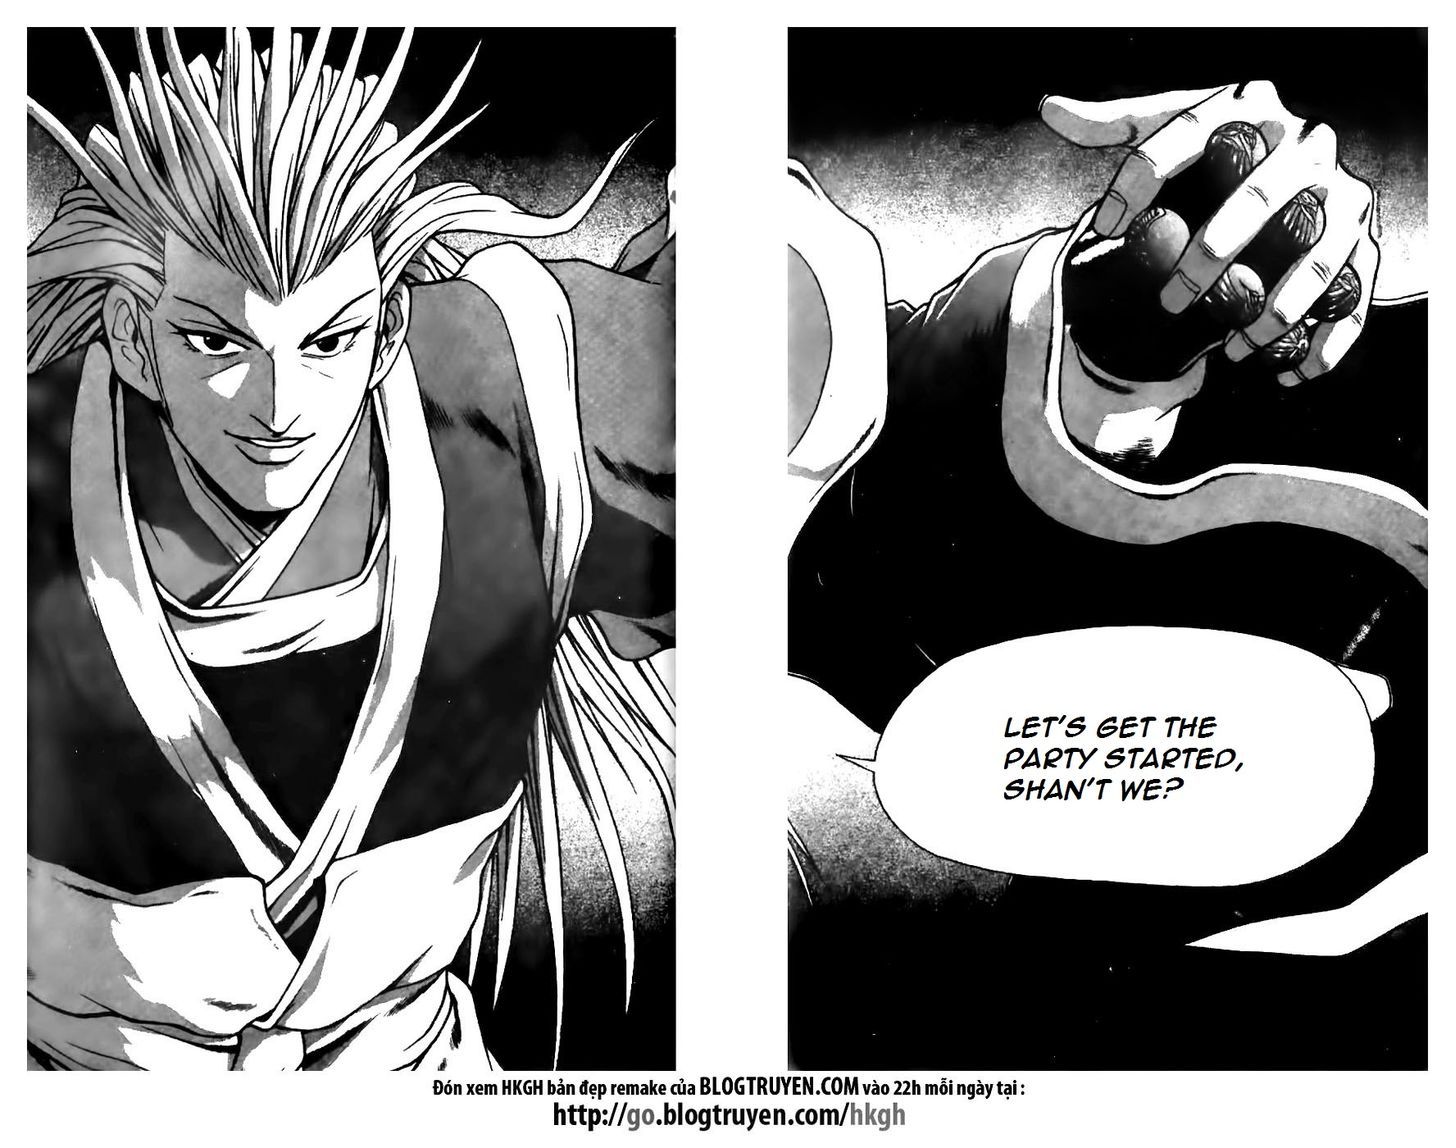 LET'S GET THE
PARTY STARTED,
SHAN'T WE?
Đón xem HKGH bản đẹp remake của BLOGTRUYEN.COM vào 22h mỗi ngày tại :
http://go.blogtruyen.com/hkgh